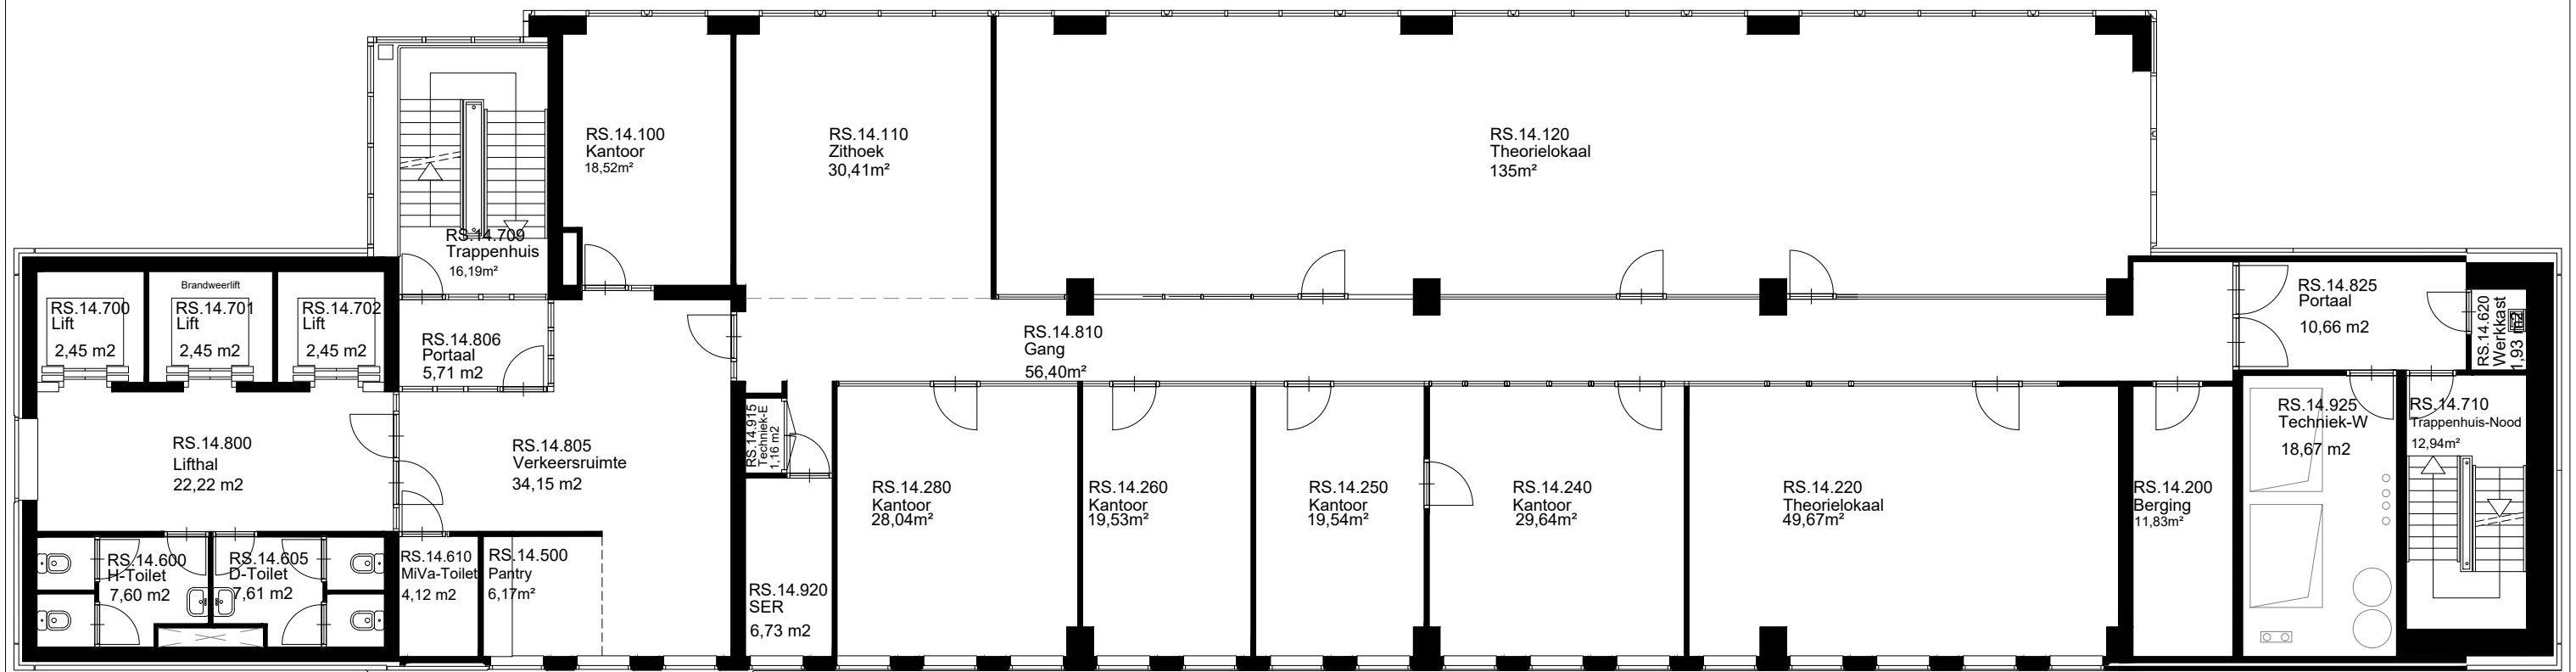 RS.14.100
Kantoor
18,52m²
RS.14.110
Zithoek
30,41m²
RS.14.120
Theorielokaal
135m²
RS.14.709
Trappenhuis
16,19m²
Brandweerlift
RS.14.700
Lift
2,45 m2
RS.14.701
Lift
2,45 m2
RS.14.702
Lift
2,45 m2
RS.14.806
Portaal
5,71 m2
RS.14.810
Gang
56,40m²
RS.14.825
Portaal
10,66 m2
RS.14.620
Werkkast
1,93 m2
RS.14.800
Lifthal
22,22 m2
RS.14.805
Verkeersruimte
34,15 m2
RS.14.915
Techniek-E
1,16 m2
RS.14.280
Kantoor
28,04m²
RS.14.260
Kantoor
19,53m²
RS.14.250
Kantoor
19,54m²
RS.14.240
Kantoor
29,64m²
RS.14.220
Theorielokaal
49,67m²
RS.14.200
Berging
11,83m²
RS.14.925
Techniek-W
18,67 m2
RS.14.710
Trappenhuis-Nood
12,94m²
RS.14.600
H-Toilet
7,60 m2
RS.14.605
D-Toilet
7,61 m2
RS.14.610
MiVa-Toilet
4,12 m2
RS.14.500
Pantry
6,17m²
RS.14.920
SER
6,73 m2